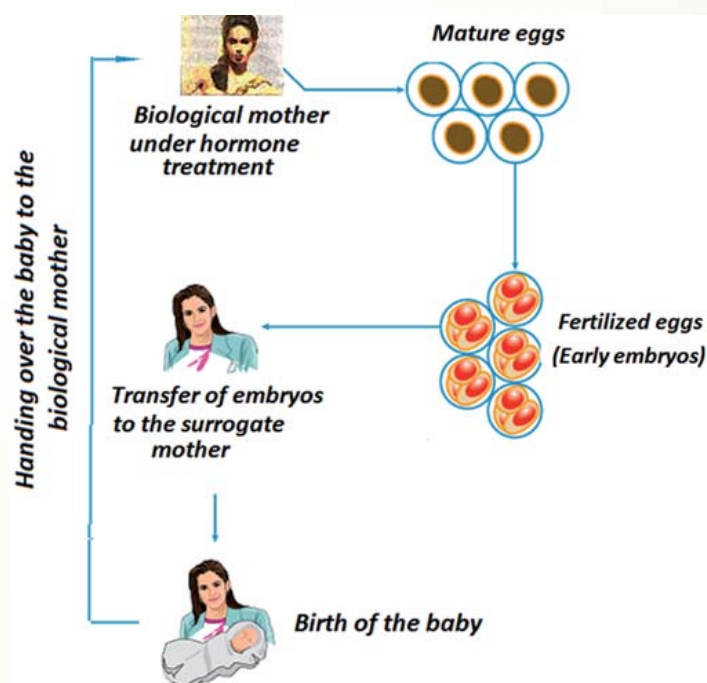 Mature eggs
Biological mother
under hormone
treatment
Fertilized eggs
(Early embryos)
Transfer of embryos
to the surrogate
mother
Birth of the baby
Handing over the baby to the
biological mother